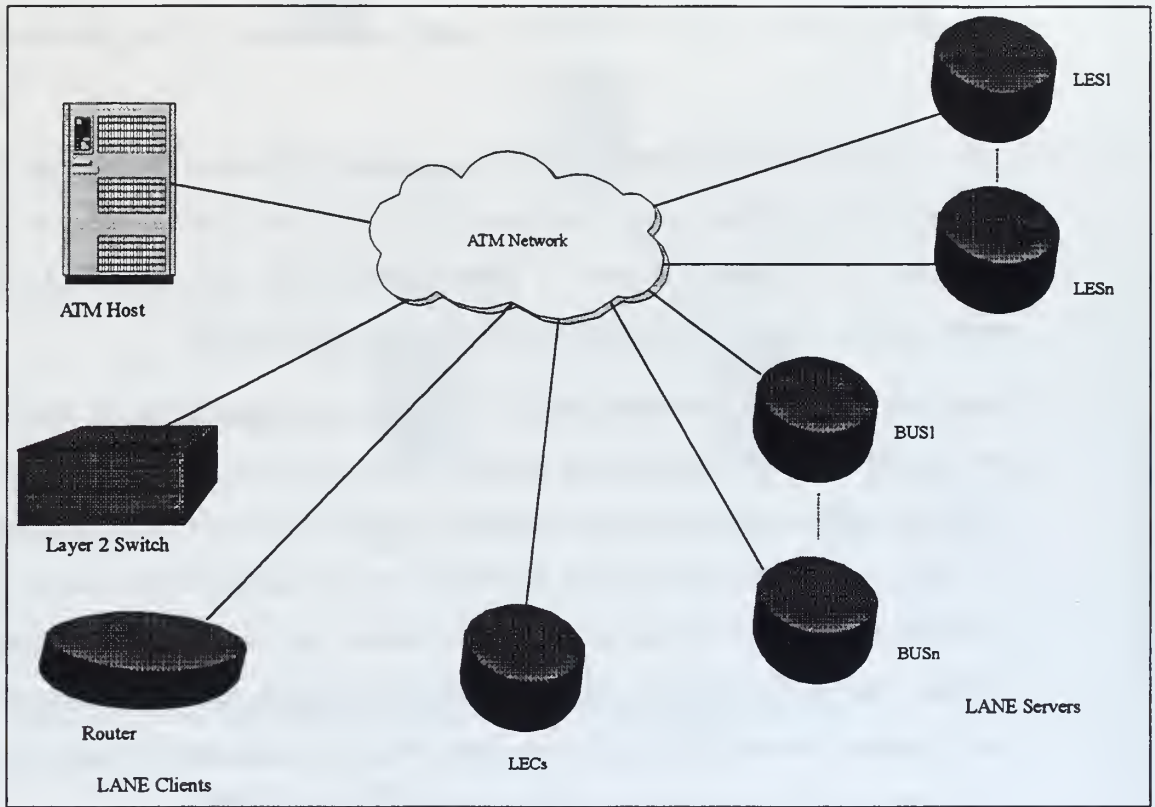 LES1
ATM Network
LESn
ATM Host
BUS1
Layer 2 Switch
BUSn
Router
LECs
LANE Servers
LANE Clients